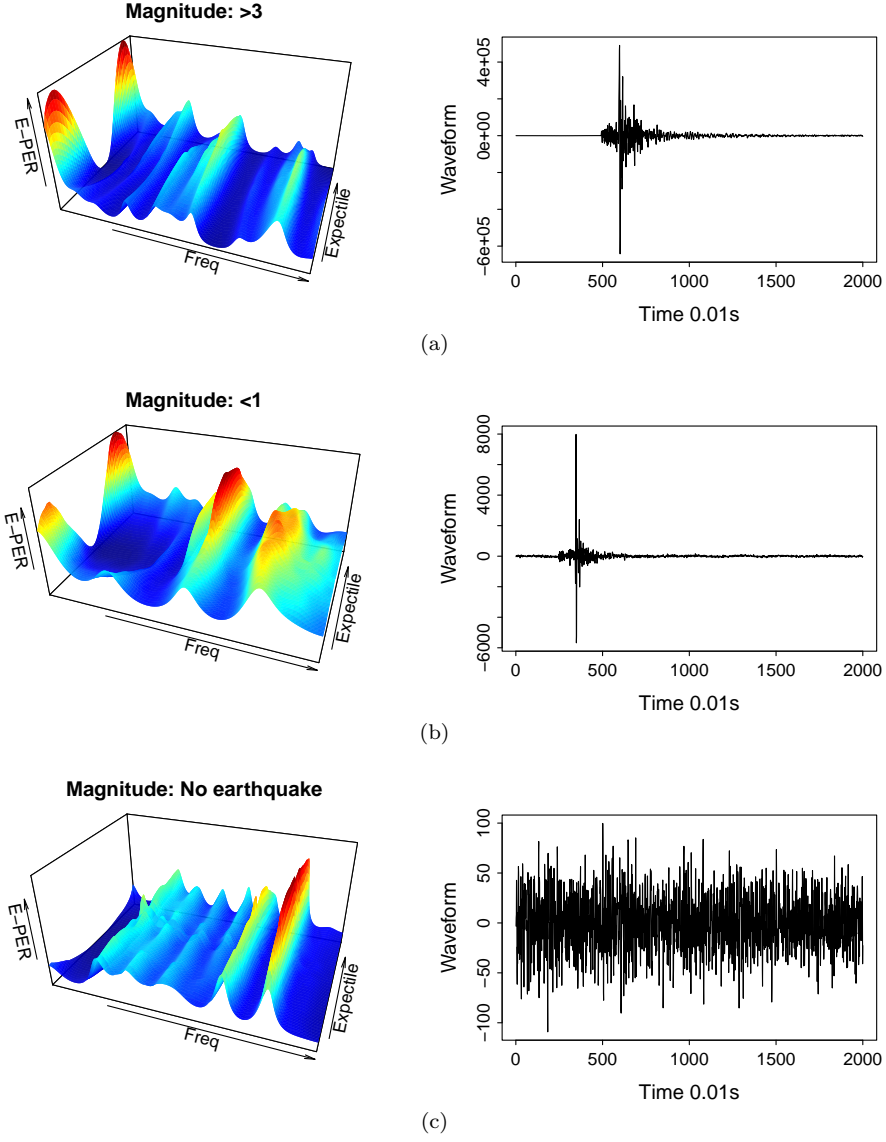 Magnitude: >3
E−PER
Freq
Expectile
Waveform
4e+05
0e+00
−6e+05
0
500
1000
1500
2000
Time 0.01s
(a)
Magnitude: <1
E−PER
Freq
Expectile
Waveform
8000
4000
0
−6000
0
500
1000
1500
2000
Time 0.01s
(b)
Magnitude: No earthquake
E−PER
Freq
Expectile
Waveform
100
50
0
−50
−100
0
500
1000
1500
2000
Time 0.01s
(c)